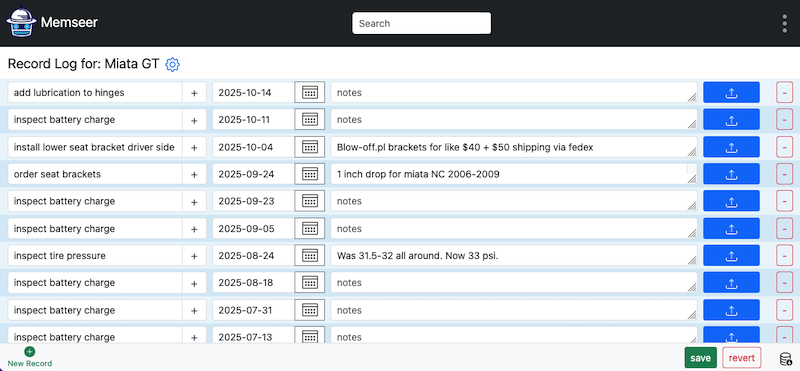 Memseer
Search
Record Log for: Miata GT
add lubrication to hinges + 2025-10-14 notes -
inspect battery charge + 2025-10-11 notes -
install lower seat bracket driver side + 2025-10-04 Blow-off.pl brackets for like $40 + $50 shipping via fedex -
order seat brackets + 2025-09-24 1 inch drop for miata NC 2006-2009 -
inspect battery charge + 2025-09-23 notes -
inspect battery charge + 2025-09-05 notes -
inspect tire pressure + 2025-08-24 Was 31.5-32 all around. Now 33 psi. -
inspect battery charge + 2025-08-18 notes -
inspect battery charge + 2025-07-31 notes -
inspect battery charge + 2025-07-13 notes -
New Record
save revert